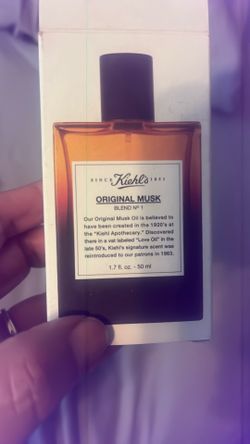 SINCE Kiehl's 1851
ORIGINAL MUSK
BLEND Nº 1
Our Original Musk Oil is believed to
have been created in the 1920's at
the "Kiehl Apothecary." Discovered
there in a vat labeled "Love Oil" in the
late 50's, Kiehl's signature scent was
reintroduced to our patrons in 1963.
1.7 fl. oz. - 50 ml